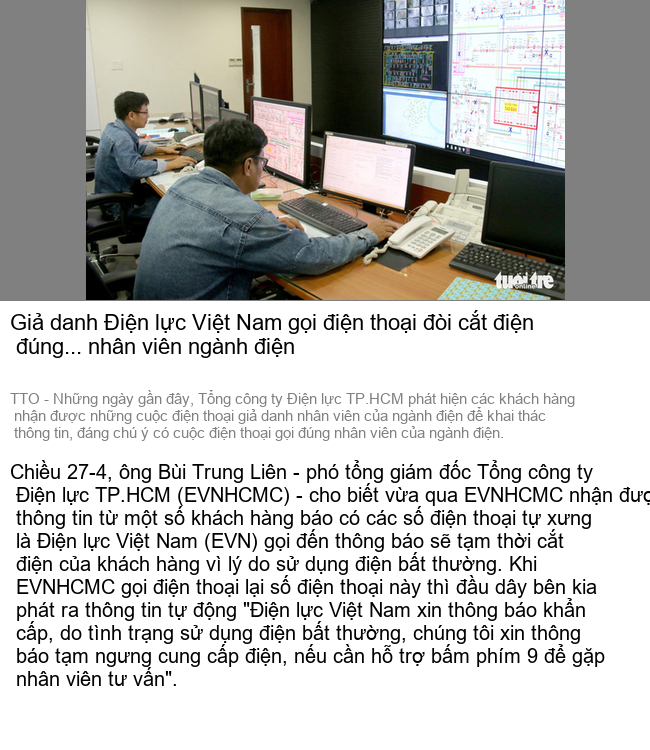 tuổi trẻ
online
Giả danh Điện lực Việt Nam gọi điện thoại đòi cắt điện
đúng... nhân viên ngành điện
TTO - Những ngày gần đây, Tổng công ty Điện lực TP.HCM phát hiện các khách hàng
nhận được những cuộc điện thoại giả danh nhân viên của ngành điện để khai thác
thông tin, đáng chú ý có cuộc điện thoại gọi đúng nhân viên của ngành điện.
Chiều 27-4, ông Bùi Trung Liên - phó tổng giám đốc Tổng công ty
Điện lực TP.HCM (EVNHCMC) - cho biết vừa qua EVNHCMC nhận đượ
thông tin từ một số khách hàng báo có các số điện thoại tự xưng
là Điện lực Việt Nam (EVN) gọi đến thông báo sẽ tạm thời cắt
điện của khách hàng vì lý do sử dụng điện bất thường. Khi
EVNHCMC gọi điện thoại lại số điện thoại này thì đầu dây bên kia
phát ra thông tin tự động "Điện lực Việt Nam xin thông báo khẩn
cấp, do tình trạng sử dụng điện bất thường, chúng tôi xin thông
báo tạm ngưng cung cấp điện, nếu cần hỗ trợ bấm phím 9 để gặp
nhân viên tư vấn".